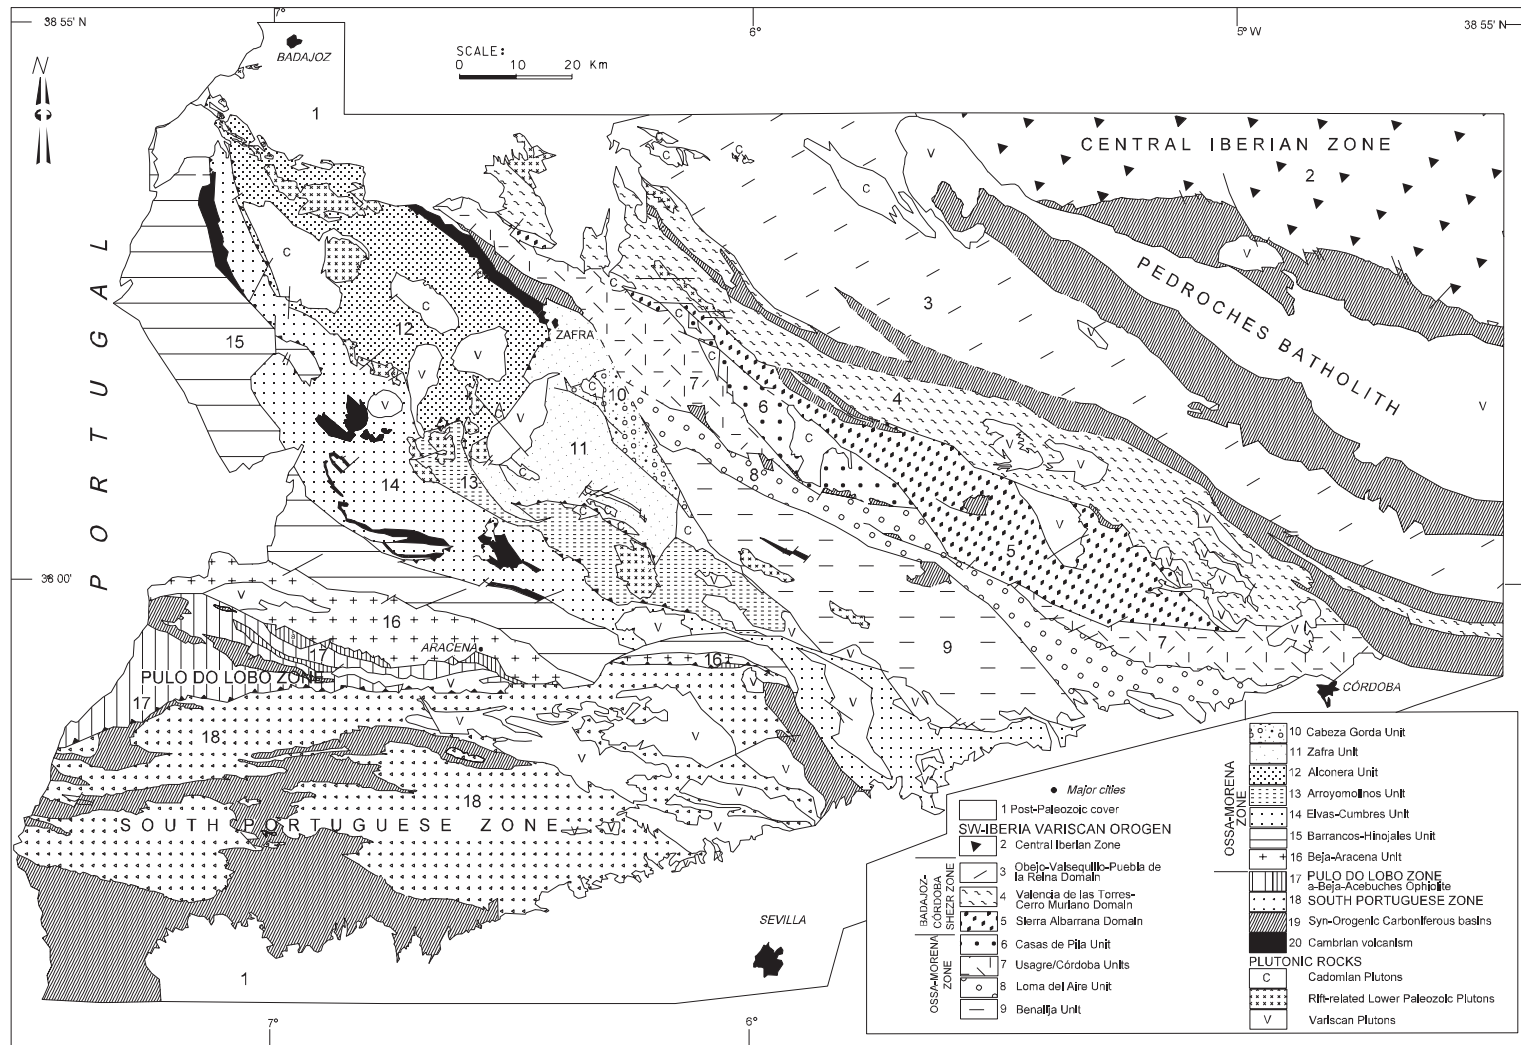 38 55' N
7°
6°
5° W
38 55' N
BADAJOZ
SCALE:
0 10 20 Km
N
1
CENTRAL IBERIAN ZONE
2
C
C
V
C
PORTUGAL
C
V
PEDROCHES BATHOLITH
3
C
C
12
ZAFRA
15
V
V
C
7
10
6
4
V
V
C
11
14
13
8
V
V
C
C
V
5
V
38 00'
V
V
16
ARACENA
17
PULO DO LOBO ZONE
17
18
16
9
7
V
V
V
CÓRDOBA
18
SOUTH PORTUGUESE ZONE
V
V
SEVILLA
1
7°
6°
Major cities
1 Post-Paleozoic cover
SW-IBERIA VARISCAN OROGEN
2 Central Iberian Zone
BADAJOZ-CÓRDOBA SHEZR ZONE
3 Obejo-Valsequillo-Puebla de
la Reina Domain
4 Valencia de las Torres-
Cerro Muriano Domain
5 Sierra Albarrana Domain
OSSA-MORENA ZONE
6 Casas de Pila Unit
7 Usagre/Córdoba Units
8 Loma del Aire Unit
9 Benalija Unit
OSSA-MORENA ZONE
10 Cabeza Gorda Unit
11 Zafra Unit
12 Alconera Unit
13 Arroyomolinos Unit
14 Elvas-Cumbres Unit
15 Barrancos-Hinojales Unit
16 Beja-Aracena Unit
17 PULO DO LOBO ZONE
a-Beja-Acebuches Ophiolite
18 SOUTH PORTUGUESE ZONE
19 Syn-Orogenic Carboniferous basins
20 Cambrian volcanism
PLUTONIC ROCKS
C Cadomian Plutons
Rift-related Lower Paleozoic Plutons
V Variscan Plutons